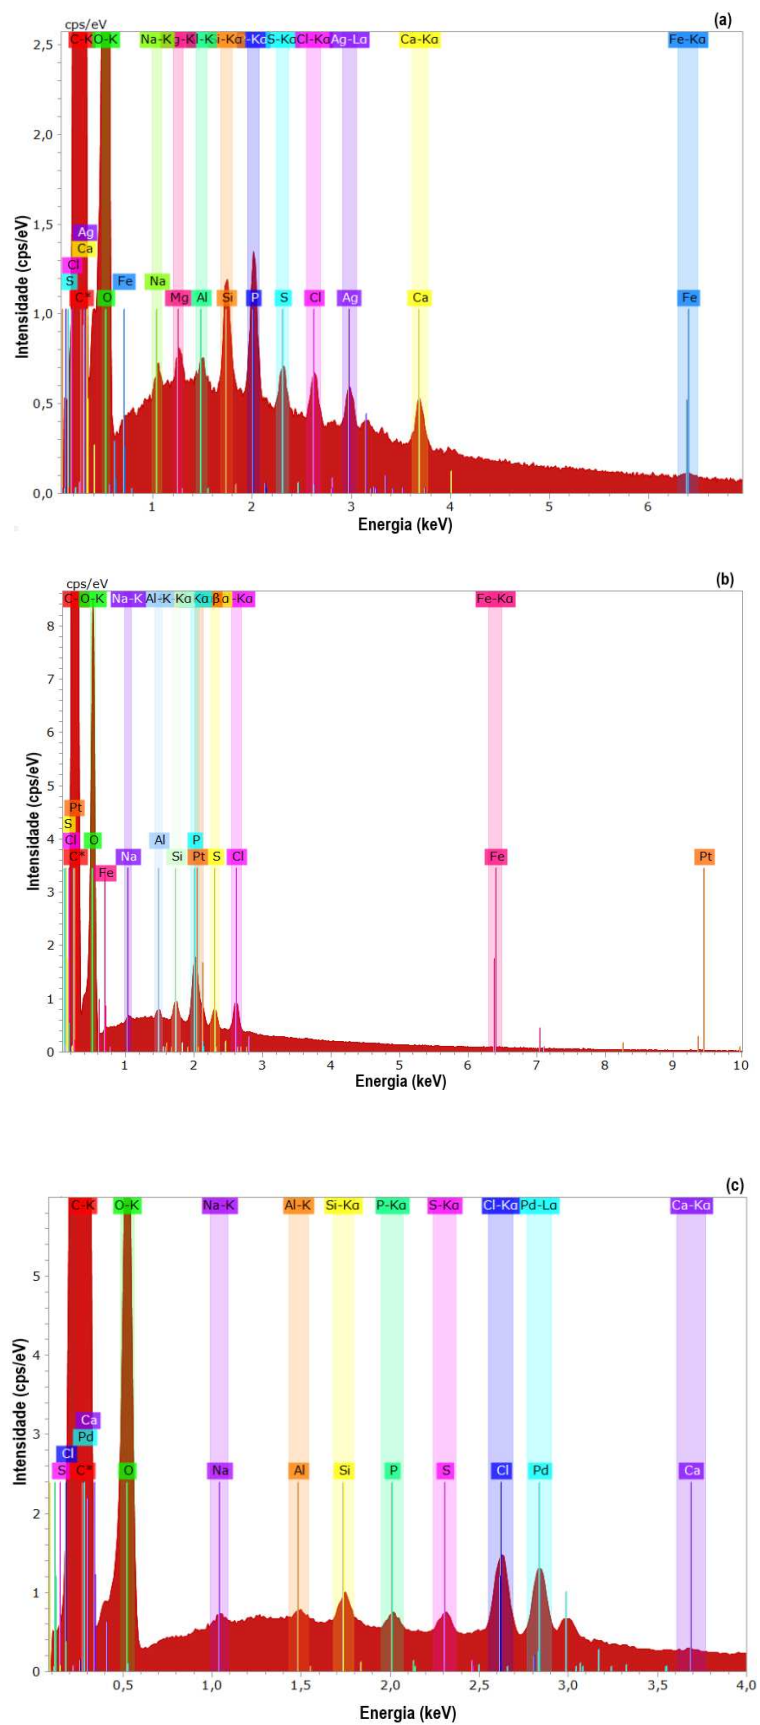 cps/eV (a)
C-K O-K Na-K g-K l-K i-Kα -Kα S-Kα Cl-Kα Ag-Lα Ca-Kα Fe-Kα
2,5
2,0
1,5
Ag
Ca
Cl
S Fe Na
C* O Mg Al Si P S Cl Ag Ca Fe
1,0
0,5
0,0
1 2 3 4 5 6
Intensidade (cps/eV)
Energia (keV)
cps/eV (b)
C- O-K Na-K Al-K -Kα Kα β α -Kα Fe-Kα
8
7
6
5
Pt
S
4
Cl O Al P
C* Na Si Pt S Cl Fe Pt
Fe
3
2
1
0
1 2 3 4 5 6 7 8 9 10
Intensidade (cps/eV)
Energia (keV)
(c)
C-K O-K Na-K Al-K Si-Kα P-Kα S-Kα Cl-Kα Pd-Lα Ca-Kα
5
4
Ca
3
Pd
Cl
S C* O Na Al Si P S Cl Pd Ca
2
1
0
0,5 1,0 1,5 2,0 2,5 3,0 3,5 4,0
Intensidade (cps/eV)
Energia (keV)